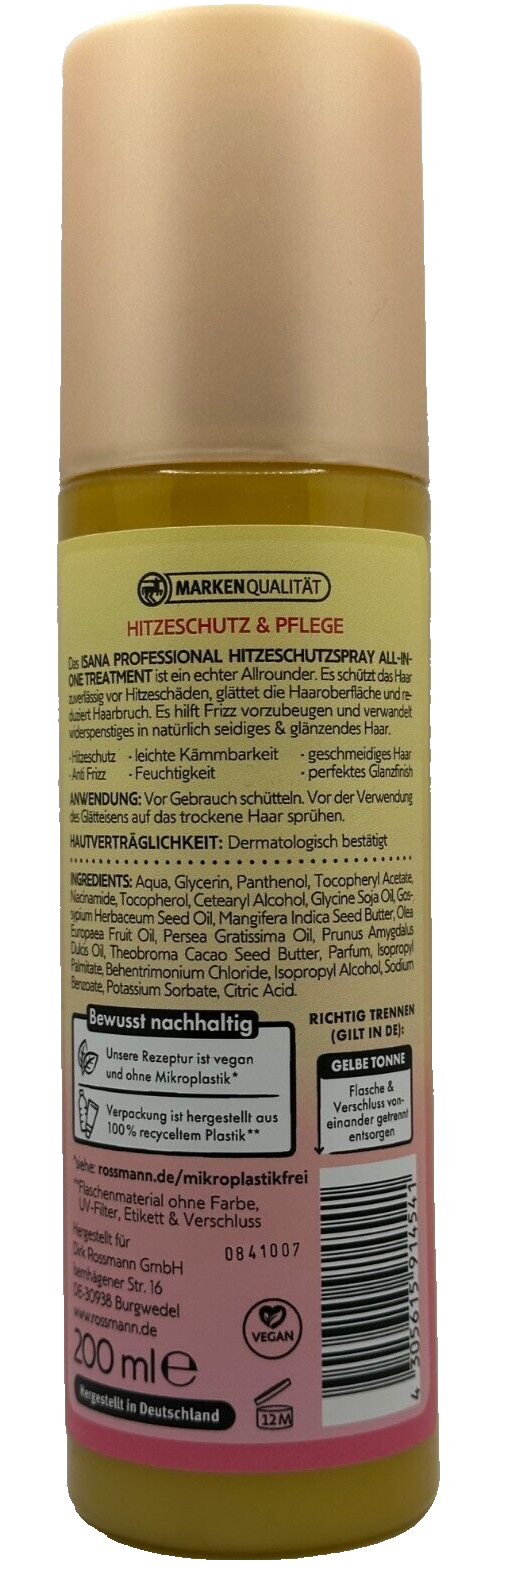 MARKENQUALITÄT
HITZESCHUTZ & PFLEGE
Das ISANA PROFESSIONAL HITZESCHUTZSPRAY ALL-IN-
ONE TREATMENT ist ein echter Allrounder. Es schützt das Haar
zuverlässig vor Hitzeschäden, glättet die Haaroberfläche und re-
duziert Haarbruch. Es hilft Frizz vorzubeugen und verwandelt
widerspenstiges in natürlich seidiges & glänzendes Haar.
• Hitzeschutz • leichte Kämmbarkeit • geschmeidiges Haar
• Anti Frizz • Feuchtigkeit • perfektes Glanzfinish
ANWENDUNG: Vor Gebrauch schütteln. Vor der Verwendung
des Glätteisens auf das trockene Haar sprühen.
HAUTVERTRÄGLICHKEIT: Dermatologisch bestätigt
INGREDIENTS: Aqua, Glycerin, Panthenol, Tocopheryl Acetate,
Niacinamide, Tocopherol, Cetearyl Alcohol, Glycine Soja Oil, Gos-
sypium Herbaceum Seed Oil, Mangifera Indica Seed Butter, Olea
Europaea Fruit Oil, Persea Gratissima Oil, Prunus Amygdalus
Dulcis Oil, Theobroma Cacao Seed Butter, Parfum, Isopropyl
Palmitate, Behentrimonium Chloride, Isopropyl Alcohol, Sodium
Benzoate, Potassium Sorbate, Citric Acid.
Bewusst nachhaltig
Unsere Rezeptur ist vegan
und ohne Mikroplastik*
Verpackung ist hergestellt aus
100% recyceltem Plastik**
RICHTIG TRENNEN
(GILT IN DE):
GELBE TONNE
Flasche &
Verschluss von-
einander getrennt
entsorgen
*siehe: rossmann.de/mikroplastikfrei
**Flaschenmaterial ohne Farbe,
UV-Filter, Etikett & Verschluss
Hergestellt für
Dirk Rossmann GmbH
Isernhägener Str. 16
DE-30938 Burgwedel
www.rossmann.de
0841007
VEGAN
200 ml ℮
12M
Hergestellt in Deutschland
4 305615 914541